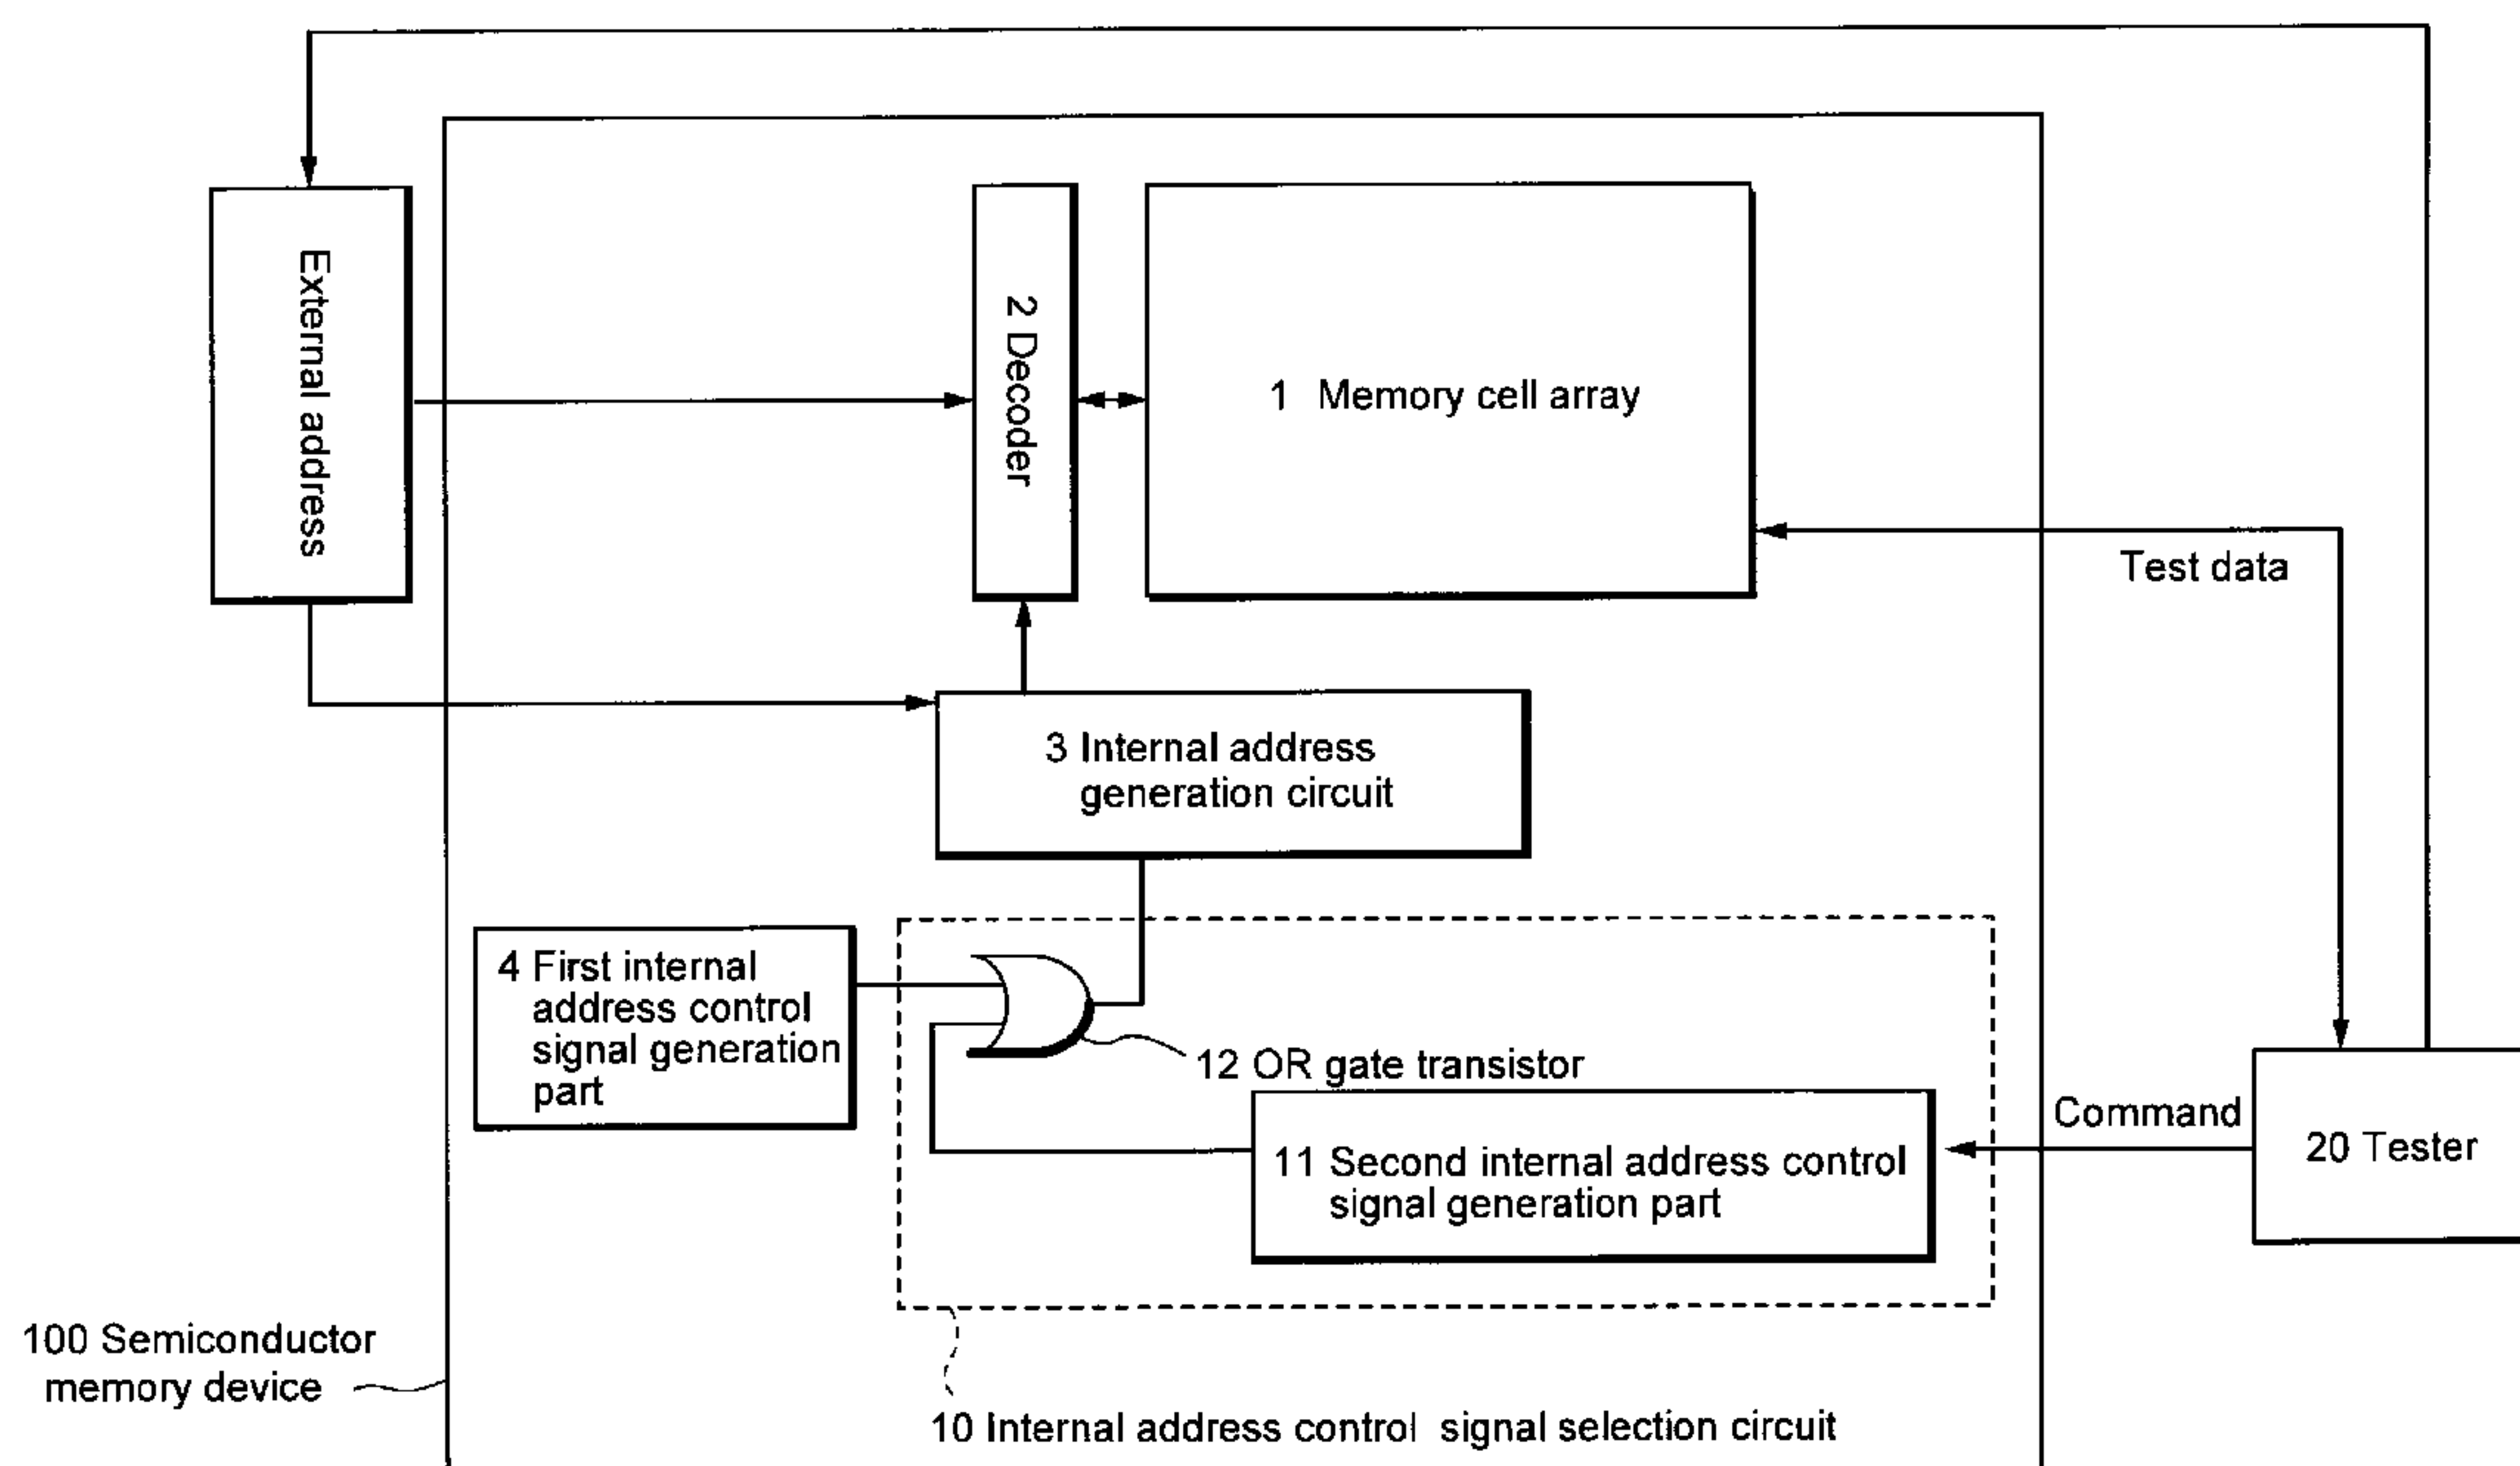 External address
2 Decoder
1 Memory cell array
Test data
3 Internal address
generation circuit
4 First internal
address control
signal generation
part
12 OR gate transistor
Command
20 Tester
11 Second internal address control
signal generation part
100 Semiconductor
memory device
10 Internal address control signal selection circuit